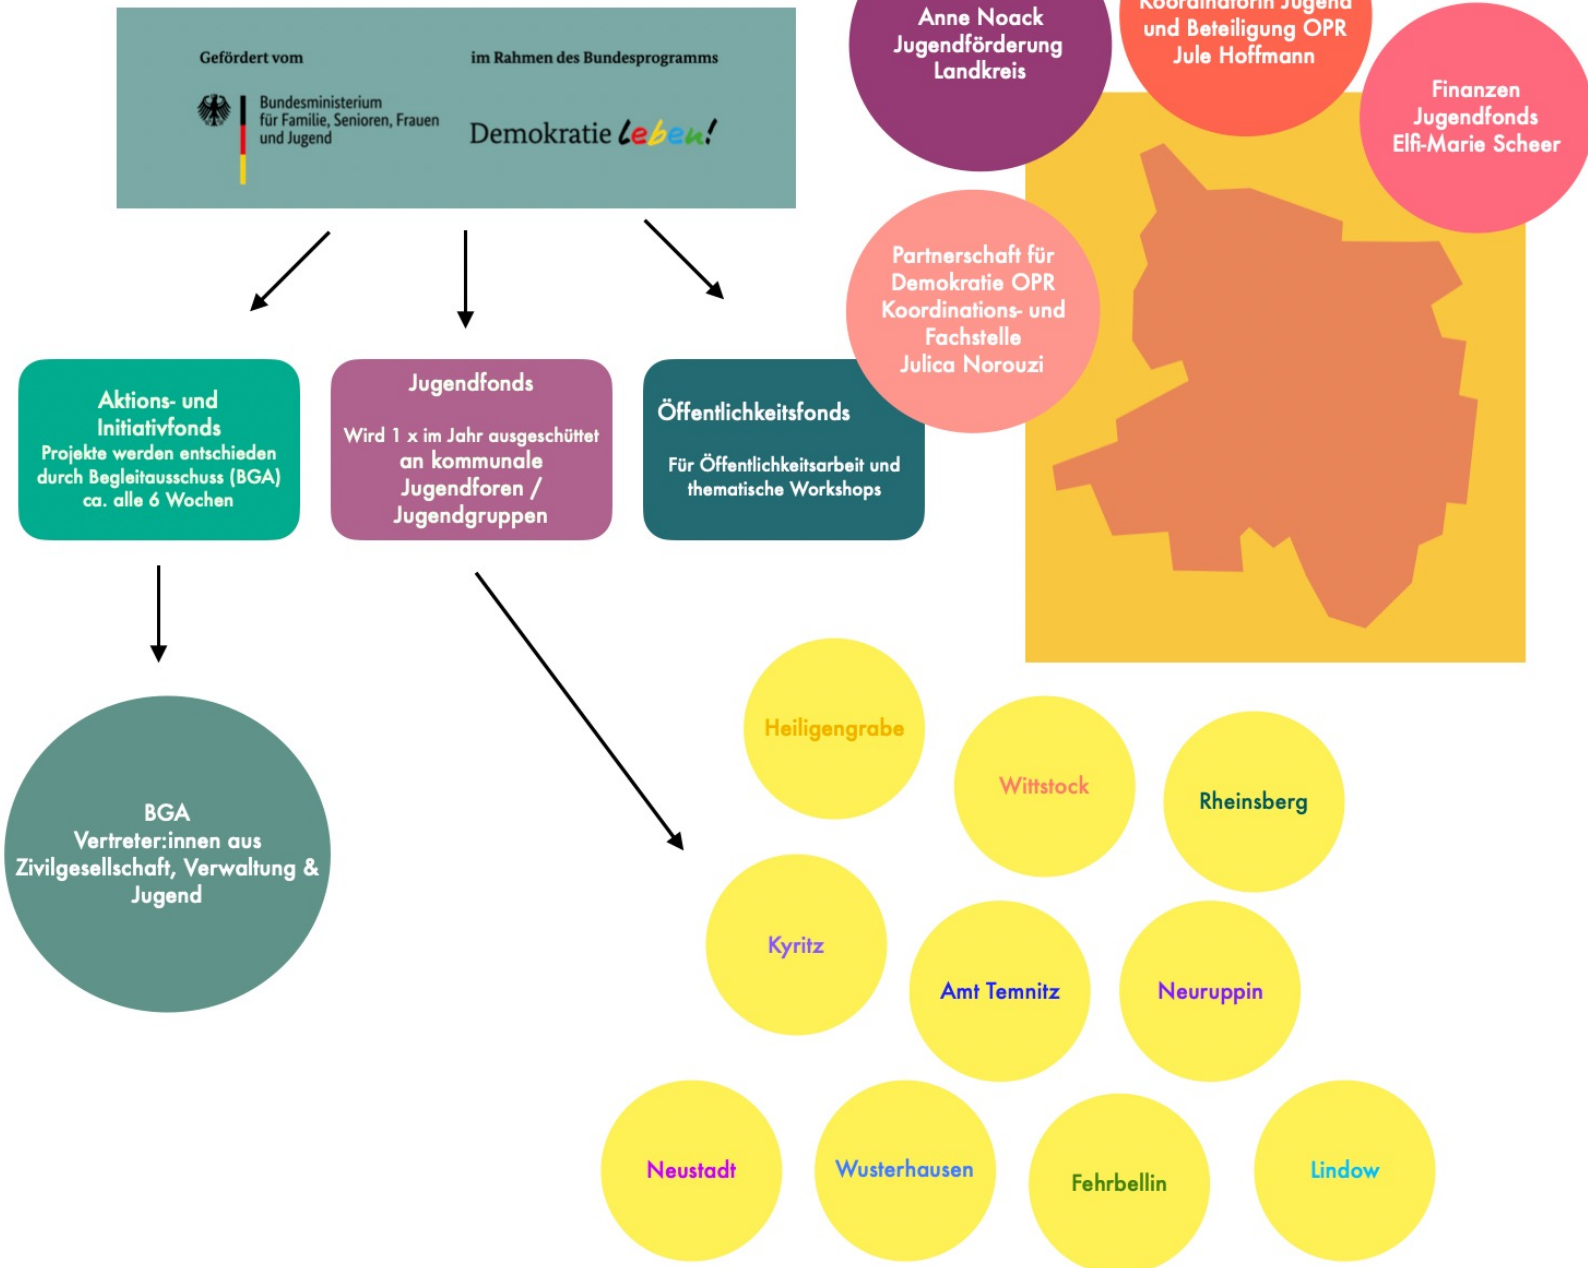 Gefördert vom
im Rahmen des Bundesprogramms
Bundesministerium
für Familie, Senioren, Frauen
und Jugend
Demokratie Leben!
Anne Noack
Jugendförderung
Landkreis
Koordinatorin Jugend
und Beteiligung OPR
Jule Hoffmann
Finanzen
Jugendfonds
Elfi-Marie Scheer
Partnerschaft für
Demokratie OPR
Koordinations- und
Fachstelle
Julica Norouzi
Aktions- und
Initiativfonds
Projekte werden entschieden
durch Begleitausschuss (BGA)
ca. alle 6 Wochen
Jugendfonds
Wird 1 x im Jahr ausgeschüttet
an kommunale
Jugendforen /
Jugendgruppen
Öffentlichkeitsfonds
Für Öffentlichkeitsarbeit und
thematische Workshops
BGA
Vertreter:innen aus
Zivilgesellschaft, Verwaltung &
Jugend
Heiligengrabe
Wittstock
Rheinsberg
Kyritz
Amt Temnitz
Neuruppin
Neustadt
Wusterhausen
Fehrbellin
Lindow